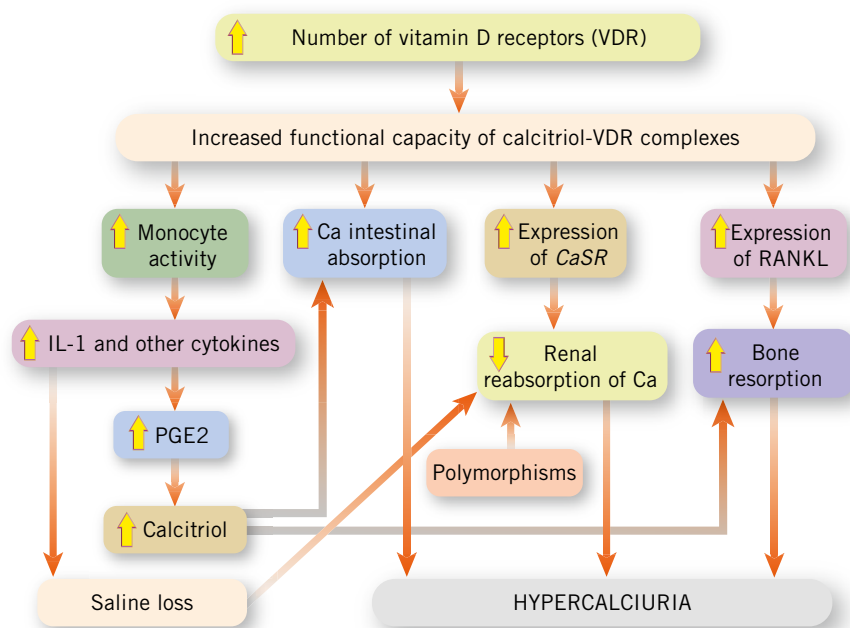 Number of vitamin D receptors (VDR)
Increased functional capacity of calcitriol-VDR complexes
Monocyte
activity
Ca intestinal
absorption
Expression
of CaSR
Expression
of RANKL
IL-1 and other cytokines
Renal
reabsorption of Ca
Bone
resorption
PGE2
Polymorphisms
Calcitriol
Saline loss
HYPERCALCIURIA